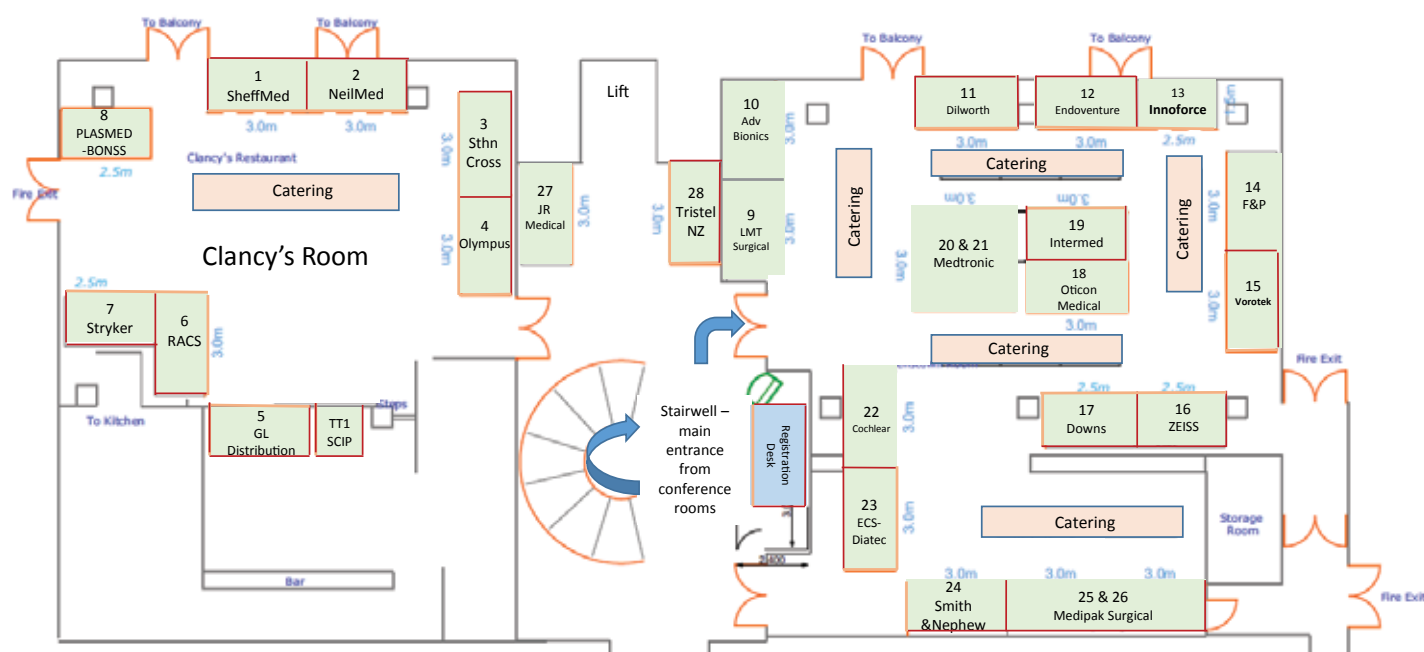 To Balcony
To Balcony
To Balcony
To Balcony
1
SheffMed
2
NeilMed
3.0m
3.0m
8
PLASMED
-BONSS
2.5m
Fire Exit
Clancy's Restaurant
Catering
Clancy's Room
3
Sthn
Cross
3.0m
4
Olympus
3.0m
2.5m
7
Stryker
6
RACS
3.0m
To Kitchen
Steps
5
GL
Distribution
TT1
SCIP
Bar
Lift
27
JR
Medical
3.0m
28
Tristel
NZ
3.0m
10
Adv
Bionics
3.0m
9
LMT
Surgical
3.0m
Stairwell –
main
entrance
from
conference
rooms
Registration
Desk
11
Dilworth
3.0m
12
Endoventure
3.0m
13
Innoforce
2.5m
Catering
Catering
Catering
3.0m
3.0m
14
F&P
3.0m
15
Vorotek
3.0m
20 & 21
Medtronic
3.0m
19
Intermed
18
Oticon
Medical
3.0m
Catering
Fire Exit
22
Cochlear
3.0m
23
ECS-
Diatec
3.0m
2.5m
2.5m
17
Downs
16
ZEISS
Catering
Storage
Room
3.0m
3.0m
3.0m
24
Smith
&Nephew
25 & 26
Medipak Surgical
Fire Exit